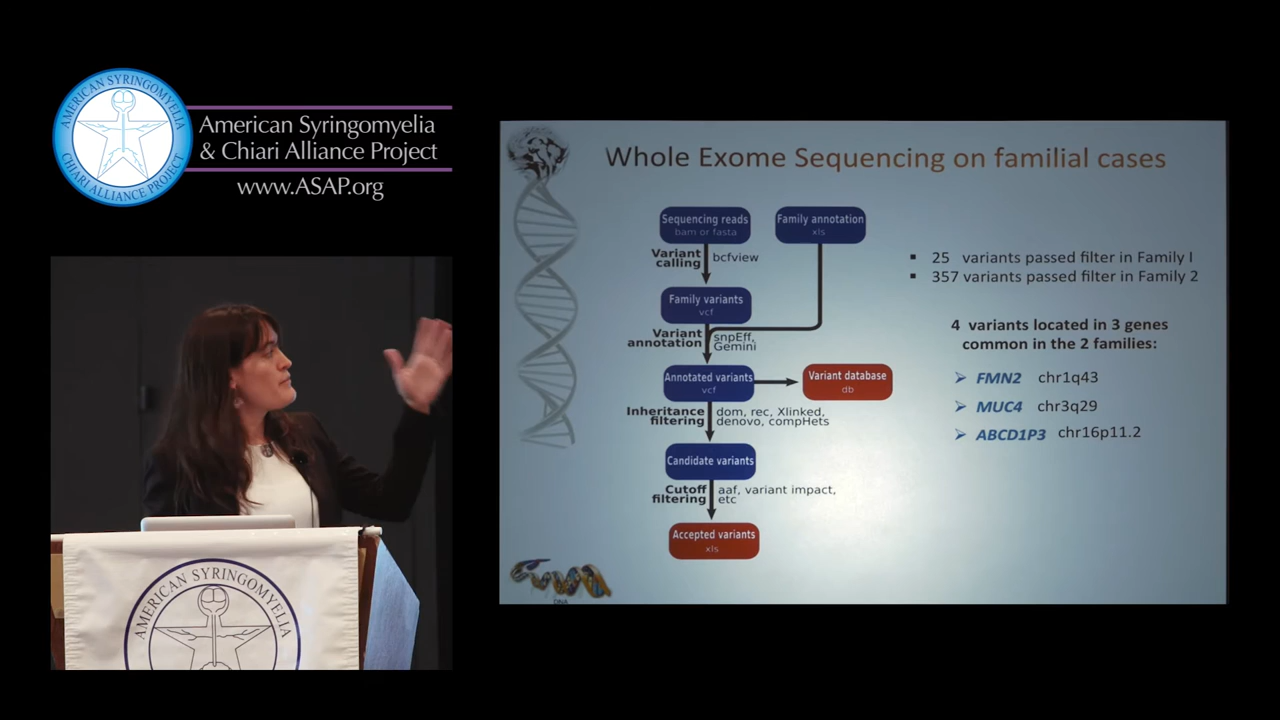 AMERICAN SYRINGOMYELIA
CHIARI ALLIANCE PROJECT
American Syringomyelia
& Chiari Alliance Project
www.ASAP.org
Whole Exome Sequencing on familial cases
Sequencing reads
bam or fasta
Family annotation
xls
Variant
calling
bcfview
Family variants
vcf
Variant
annotation
snpEff,
Gemini
Annotated variants
vcf
Variant database
db
Inheritance
filtering
dom, rec, Xlinked,
denovo, compHets
Candidate variants
Cutoff
filtering
aaf, variant impact,
etc
Accepted variants
xls
25 variants passed filter in Family I
357 variants passed filter in Family 2
4 variants located in 3 genes
common in the 2 families:
FMN2 chr1q43
MUC4 chr3q29
ABCD1P3 chr16p11.2
DNA
AMERICAN SYRINGOMYELIA